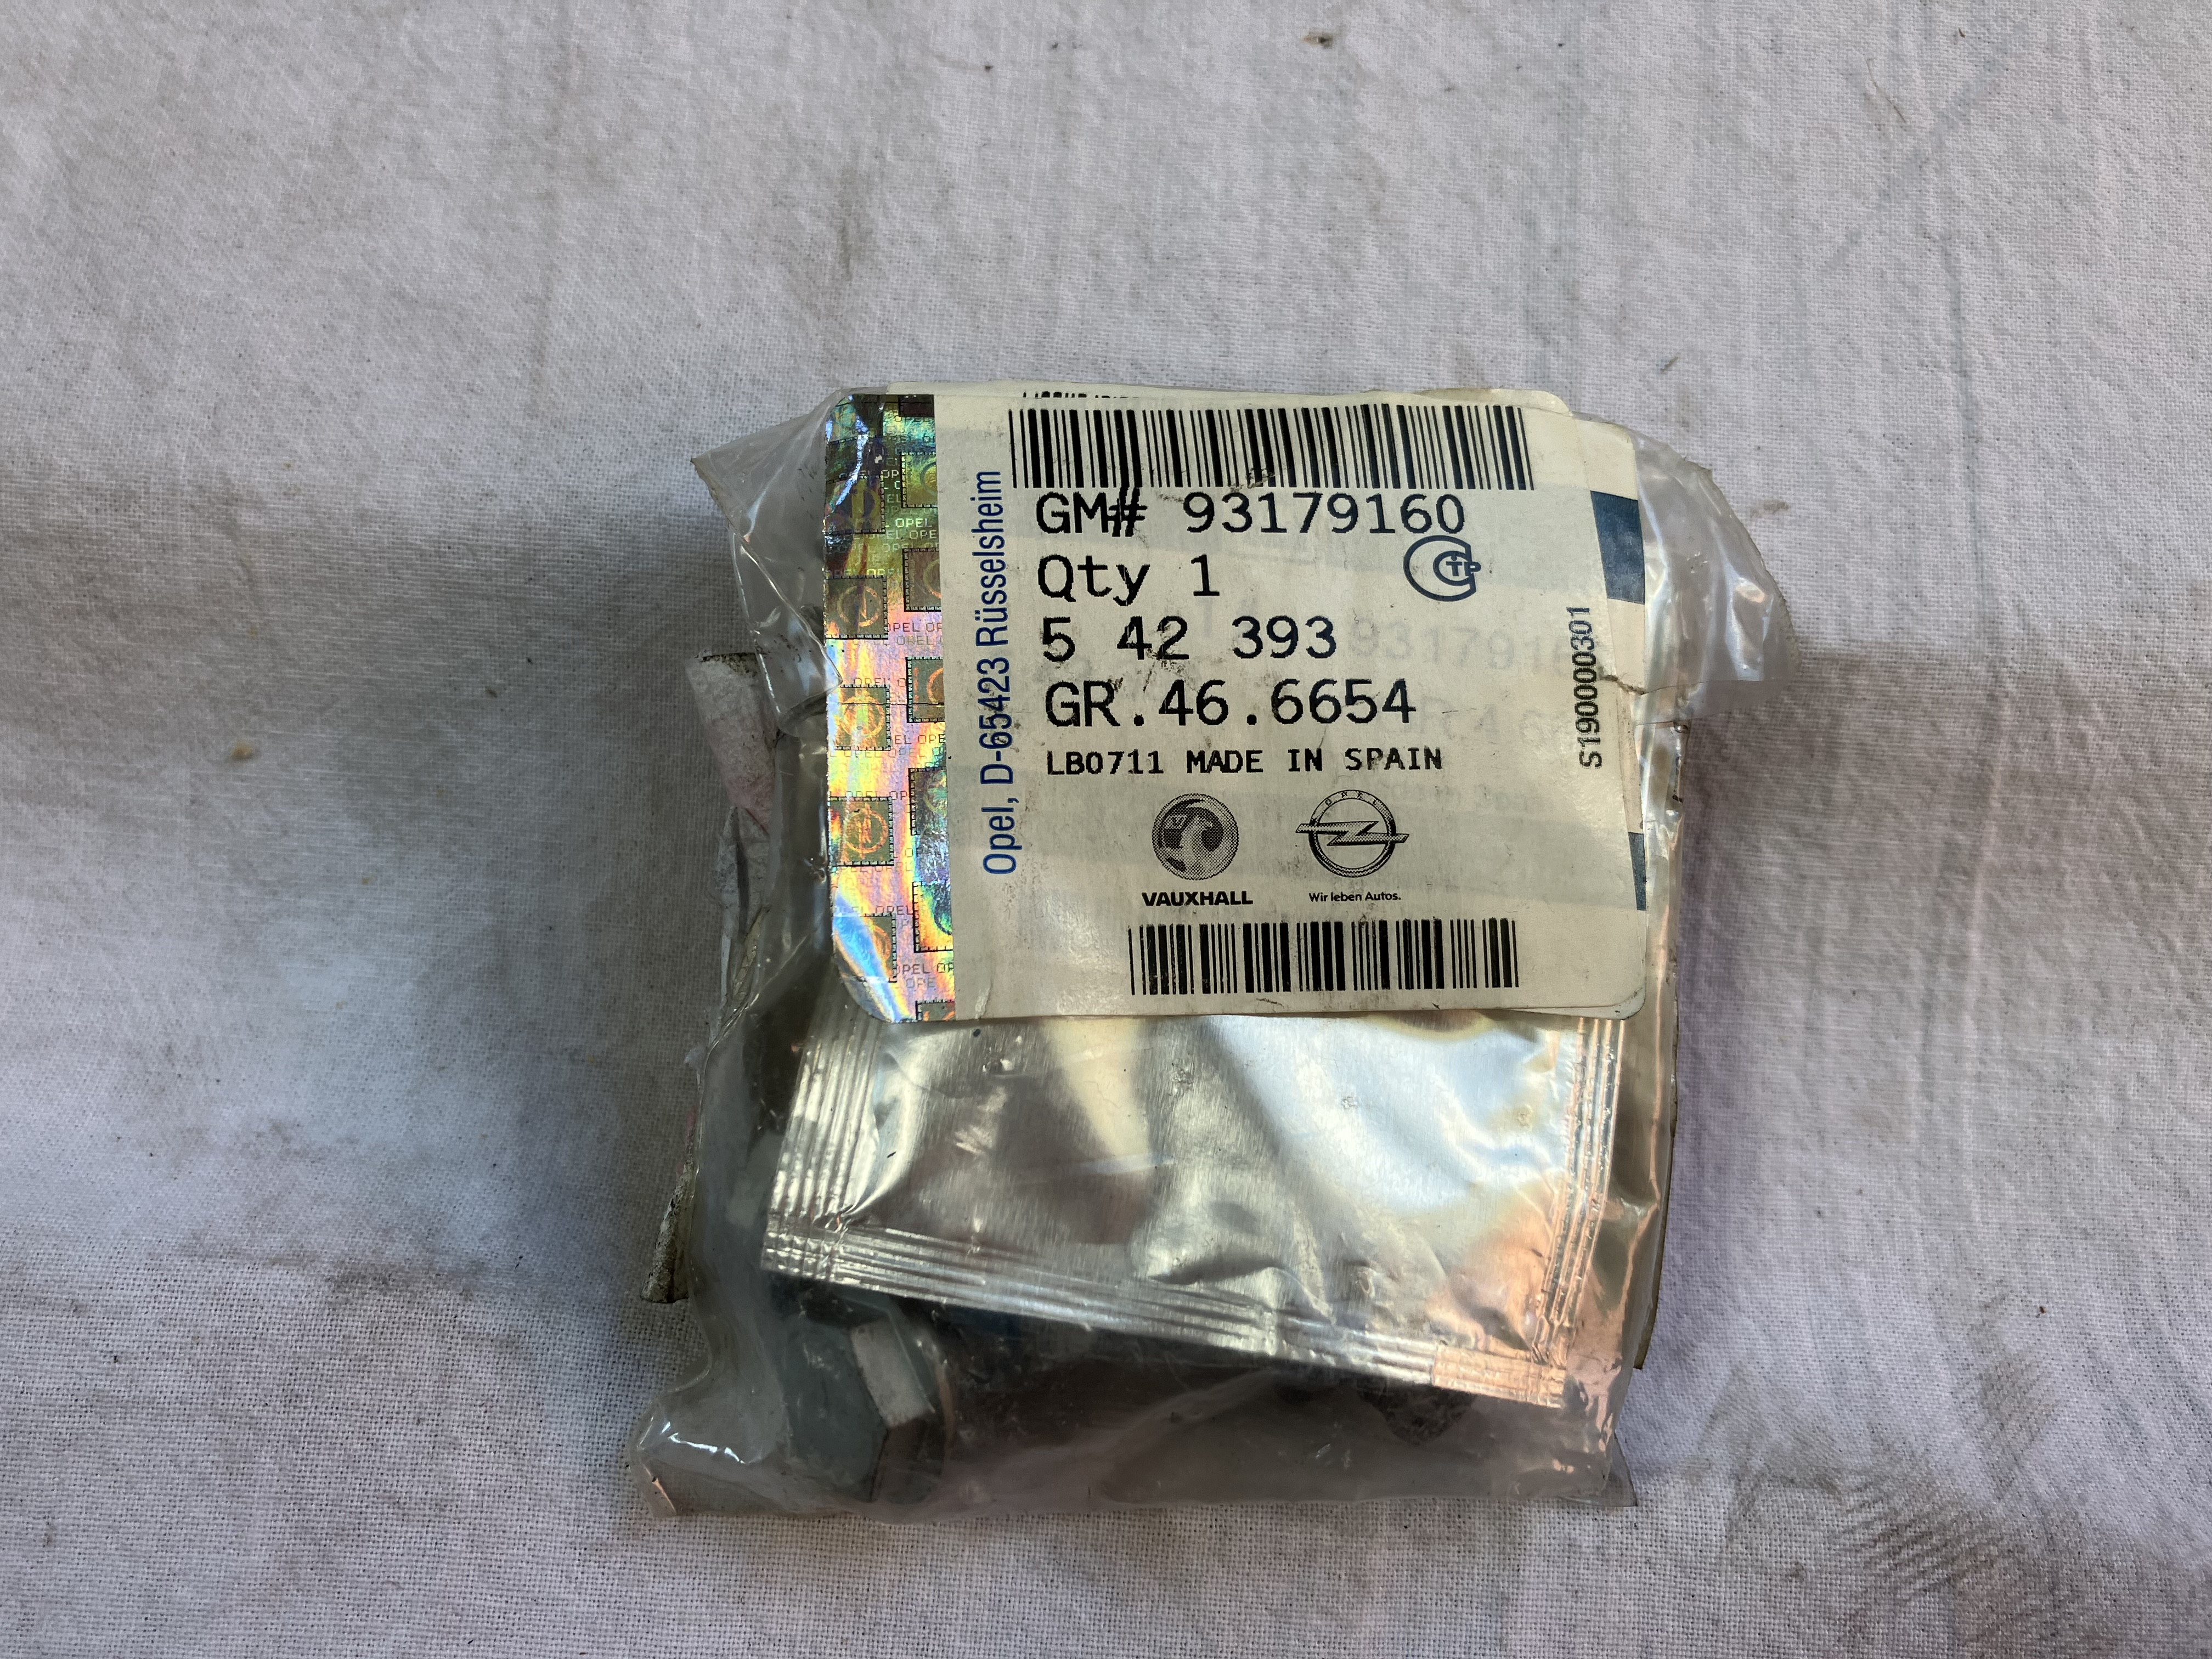 GM# 93179160
Qty 1
5 42 393
GR.46.6654
LB0711 MADE IN SPAIN
VAUXHALL
OPEL
Wir leben Autos.
Opel, D-65423 Rüsselsheim
S190000301